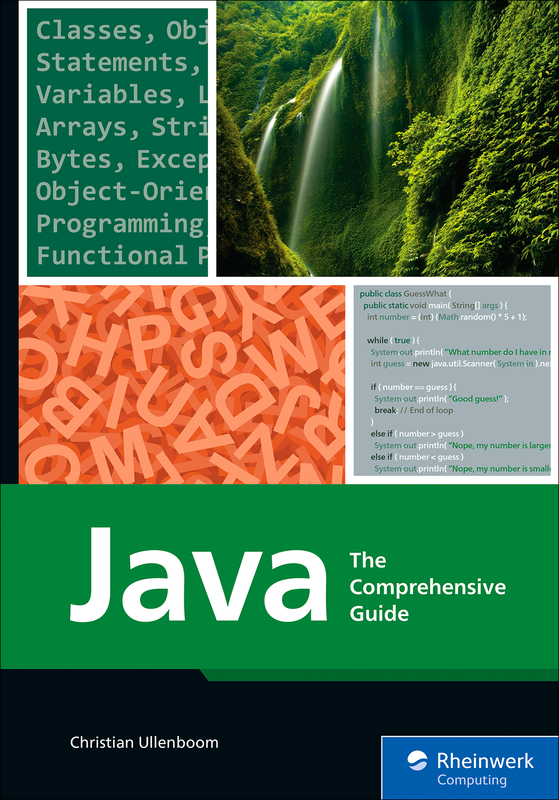 Classes, Obj
Statements,
Variables, L
Arrays, Stri
Bytes, Excep
Object-Orien
Programming,
Functional P
public class GuessWhat {
public static void main( String[] args ) {
int number = (int) (Math.random() * 5 + 1);
while ( true ) {
System.out.println( "What number do I have in m
int guess = new java.util.Scanner( System.in ).nex
if ( number == guess ) {
System.out.println( "Good guess!" );
break; // End of loop
}
else if ( number > guess )
System.out.println( "Nope, my number is larger
else if ( number < guess )
System.out.println( "Nope, my number is smalle
Java
The
Comprehensive
Guide
Christian Ullenboom
Rheinwerk
Computing